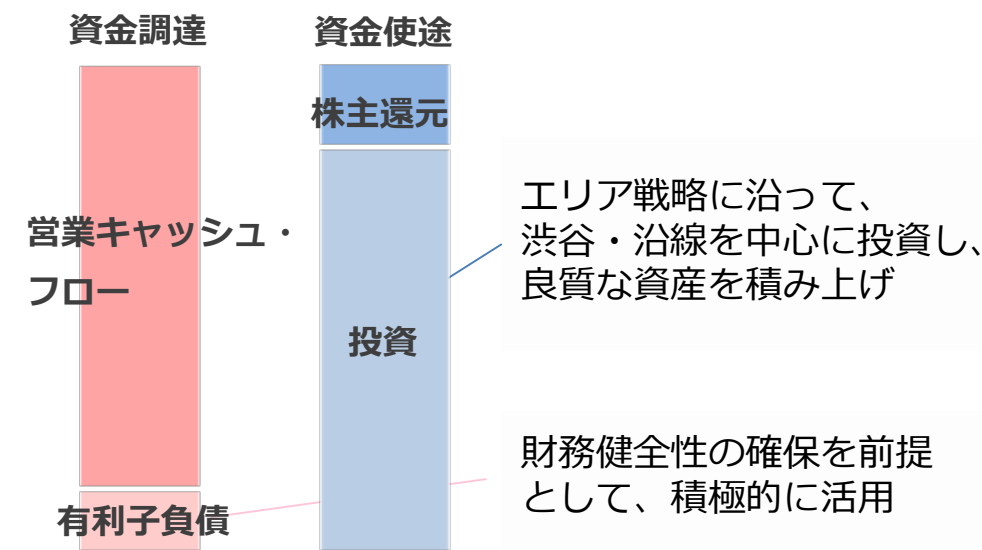 資金調達
資金使途
株主還元
営業キャッシュ・
フロー
投資
有利子負債
エリア戦略に沿って、
渋谷・沿線を中心に投資し、
良質な資産を積み上げ
財務健全性の確保を前提
として、積極的に活用